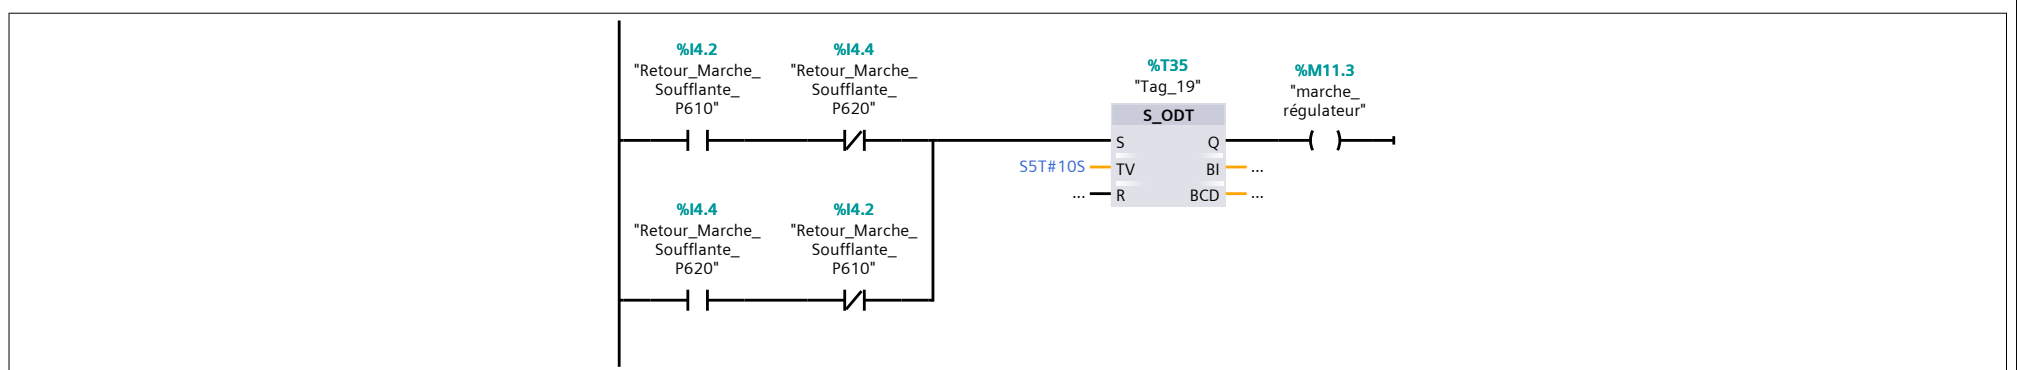 %I4.2
"Retour_Marche_
Soufflante_
P610"
%I4.4
"Retour_Marche_
Soufflante_
P620"
%T35
"Tag_19"
%M11.3
"marche_
régulateur"
S_ODT
S Q
S5T#10S TV BI ...
... R BCD ...
%I4.4
"Retour_Marche_
Soufflante_
P620"
%I4.2
"Retour_Marche_
Soufflante_
P610"